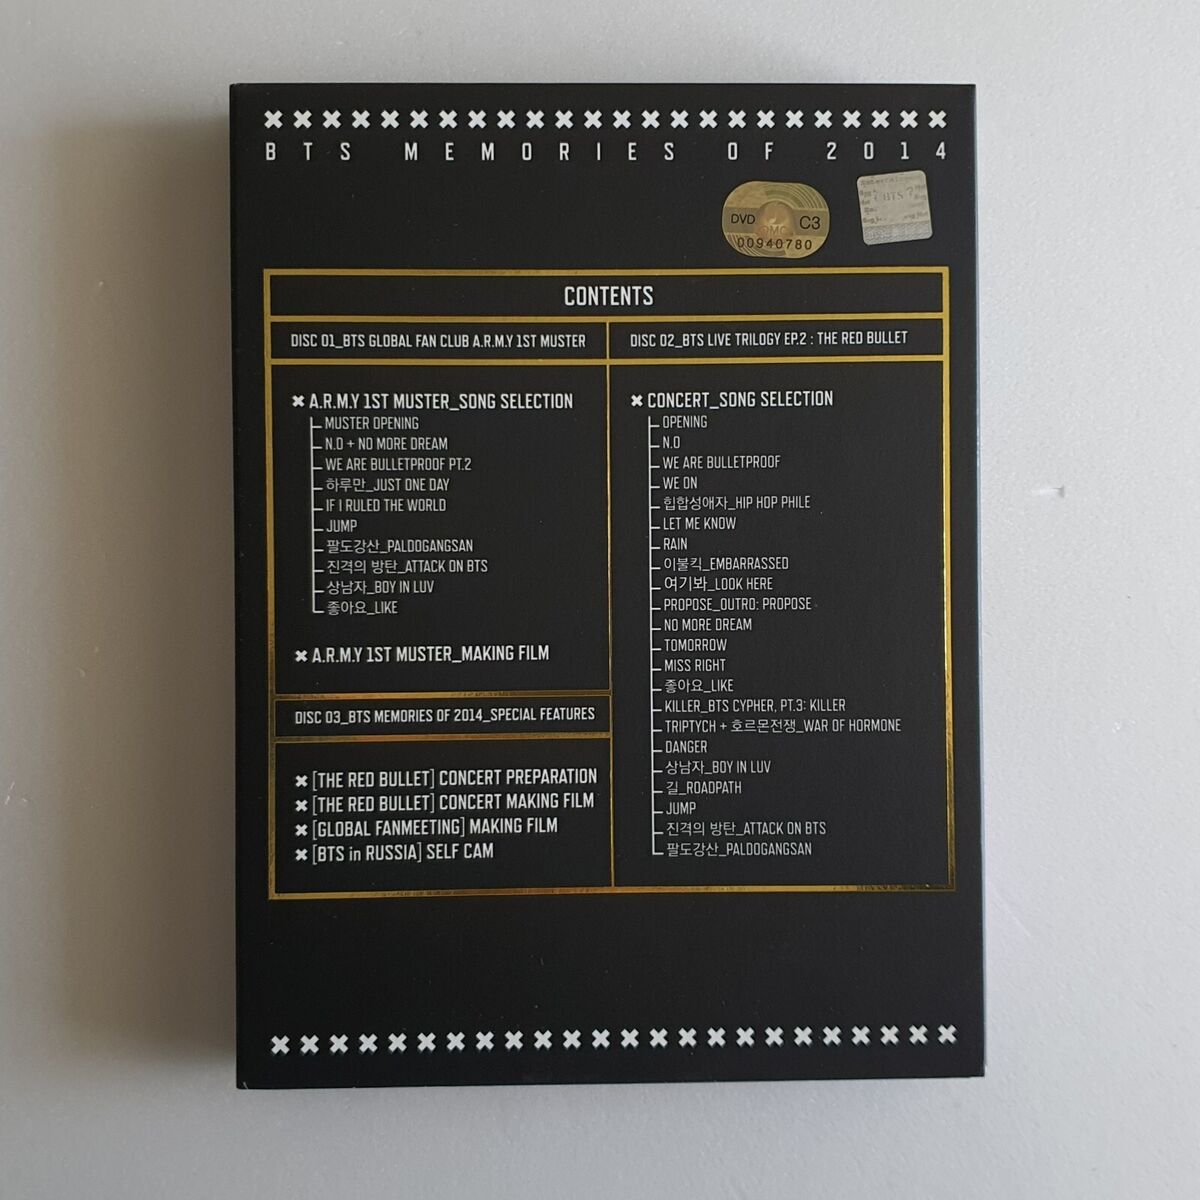 BTS MEMORIES OF 2014
DVD C3
00940780
BTS
CONTENTS
DISC 01_BTS GLOBAL FAN CLUB A.R.M.Y 1ST MUSTER
× A.R.M.Y 1ST MUSTER_SONG SELECTION
MUSTER OPENING
N.O + NO MORE DREAM
WE ARE BULLETPROOF PT.2
하루만_JUST ONE DAY
IF I RULED THE WORLD
JUMP
팔도강산_PALDOGANGSAN
진격의 방탄_ATTACK ON BTS
상남자_BOY IN LUV
좋아요_LIKE
× A.R.M.Y 1ST MUSTER_MAKING FILM
DISC 03_BTS MEMORIES OF 2014_SPECIAL FEATURES
× [THE RED BULLET] CONCERT PREPARATION
× [THE RED BULLET] CONCERT MAKING FILM
× [GLOBAL FANMEETING] MAKING FILM
× [BTS in RUSSIA] SELF CAM
DISC 02_BTS LIVE TRILOGY EP.2 : THE RED BULLET
× CONCERT_SONG SELECTION
OPENING
N.O
WE ARE BULLETPROOF
WE ON
힙합성애자_HIP HOP PHILE
LET ME KNOW
RAIN
이불킥_EMBARRASSED
여기봐_LOOK HERE
PROPOSE_OUTRO: PROPOSE
NO MORE DREAM
TOMORROW
MISS RIGHT
좋아요_LIKE
KILLER_BTS CYPHER, PT.3: KILLER
TRIPTYCH + 호르몬전쟁_WAR OF HORMONE
DANGER
상남자_BOY IN LUV
길_ROADPATH
JUMP
진격의 방탄_ATTACK ON BTS
팔도강산_PALDOGANGSAN